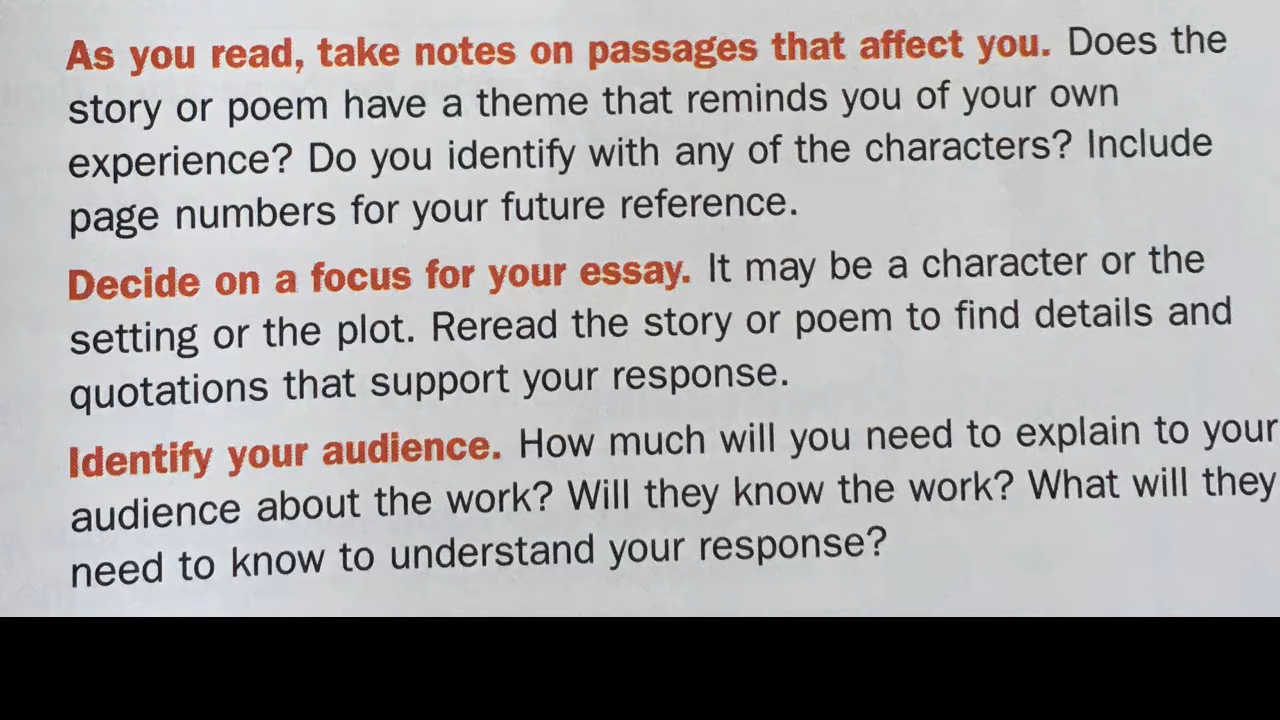 As you read, take notes on passages that affect you. Does the
story or poem have a theme that reminds you of your own
experience? Do you identify with any of the characters? Include
page numbers for your future reference.
Decide on a focus for your essay. It may be a character or the
setting or the plot. Reread the story or poem to find details and
quotations that support your response.
Identify your audience. How much will you need to explain to your
audience about the work? Will they know the work? What will they
need to know to understand your response?